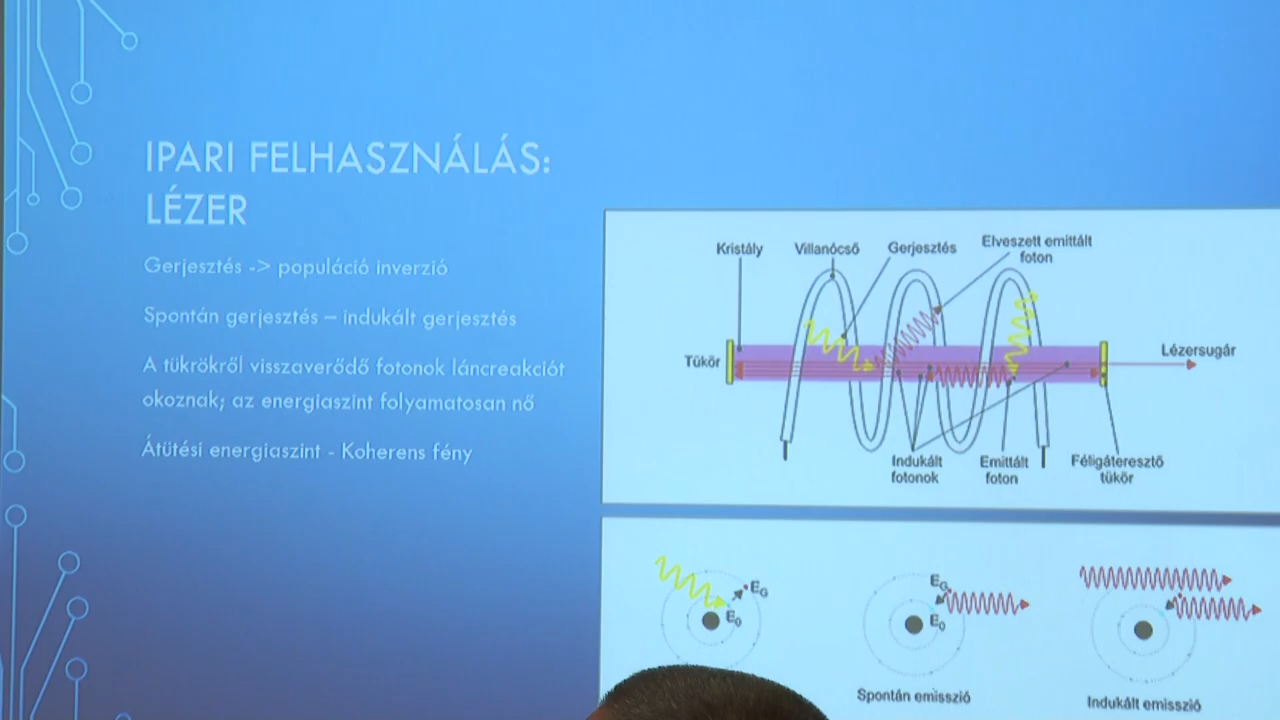 IPARI FELHASZNÁLÁS:
LÉZER
Gerjesztés -> populáció inverzió
Spontán gerjesztés – indukált gerjesztés
A tükrökről visszaverődő fotonok láncreakciót
okoznak; az energiaszint folyamatosan nő
Átütési energiaszint - Koherens fény
Kristály
Villanócső
Gerjesztés
Elveszett emittált
foton
Tükör
Lézersugár
Indukált
fotonok
Emittált
foton
Féligáteresztő
tükör
EG
E0
EG
E0
Spontán emisszió
Indukált emisszió